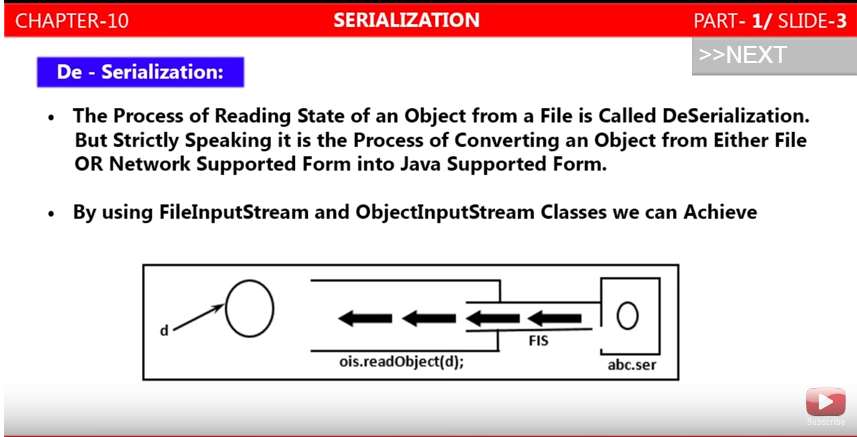 CHAPTER-10 SERIALIZATION PART- 1/ SLIDE-3
>>NEXT
De - Serialization:
• The Process of Reading State of an Object from a File is Called DeSerialization.
But Strictly Speaking it is the Process of Converting an Object from Either File
OR Network Supported Form into Java Supported Form.
• By using FileInputStream and ObjectInputStream Classes we can Achieve
d
FIS
ois.readObject(d);
abc.ser
Subscribe